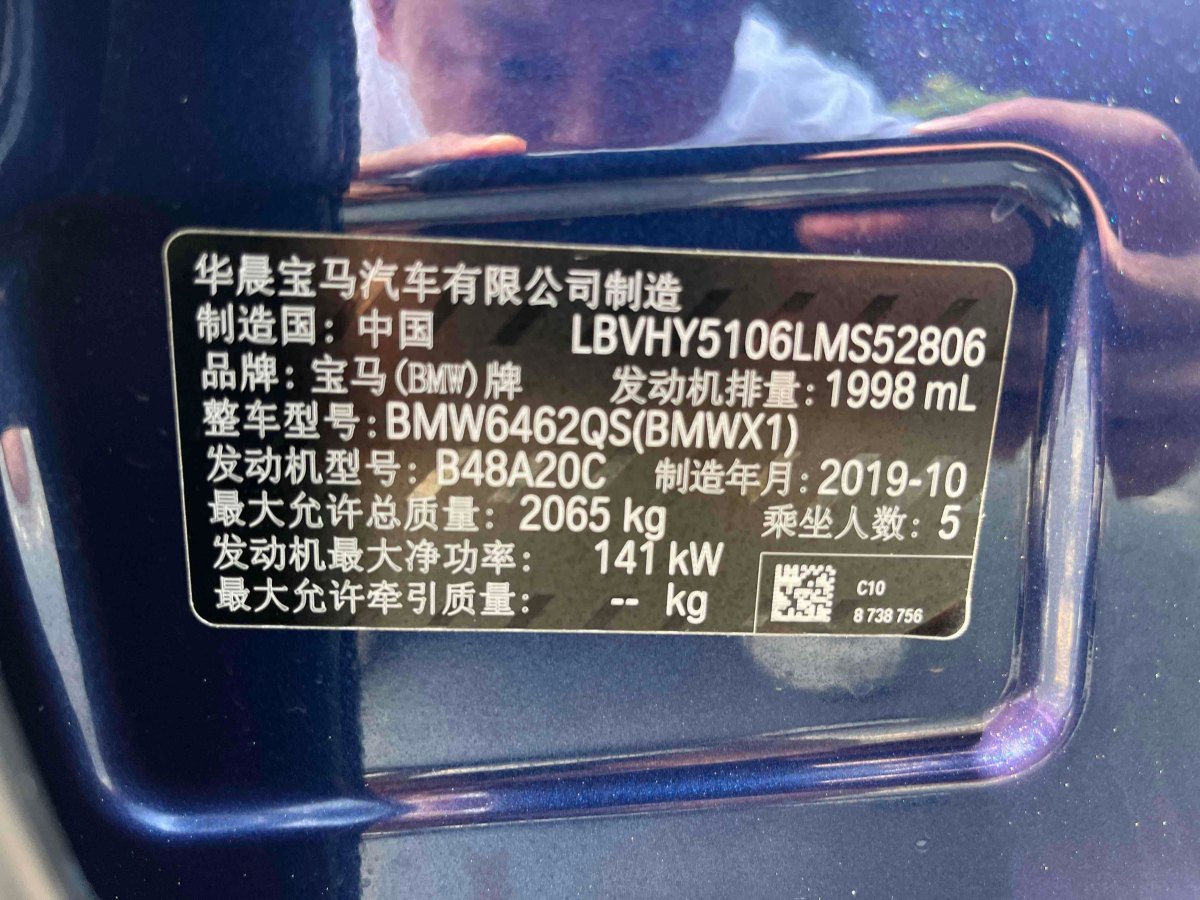 华晨宝马汽车有限公司制造
制造国：中国 LBVHY5106LMS52806
品牌：宝马(BMW)牌 发动机排量：1998 mL
整车型号：BMW6462QS(BMWX1)
发动机型号：B48A20C 制造年月：2019-10
最大允许总质量：2065 kg 乘坐人数：5
发动机最大净功率：141 kW
最大允许牵引质量：-- kg
C10
8 738 756